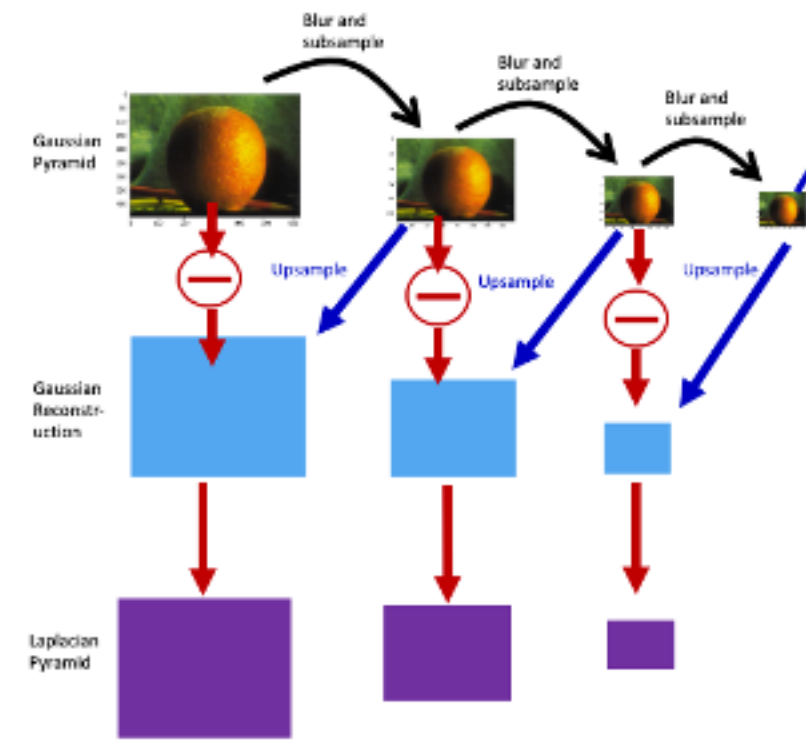 Blur and
subsample
Blur and
subsample
Blur and
subsample
Gaussian
Pyramid
Upsample
Upsample
Upsample
Gaussian
Reconstr-
uction
Laplacian
Pyramid